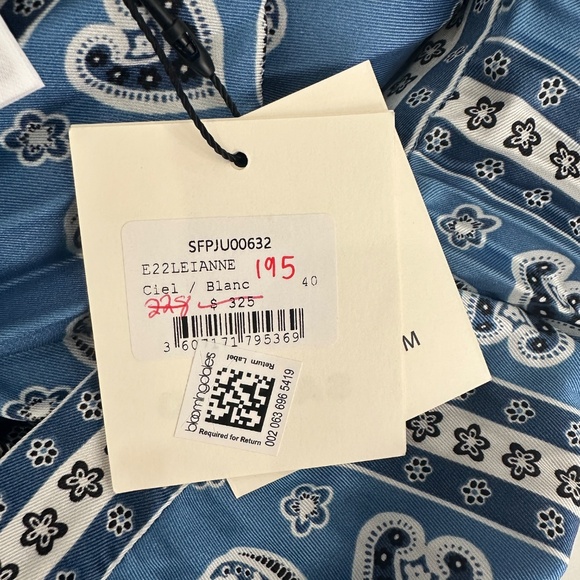 SFPJU00632
E22LEIANNE 195
Ciel / Blanc 40
228 $ 325
3 607171 795369
M
bloomingdales
Return Label
Required for Return
002 063 696 5419